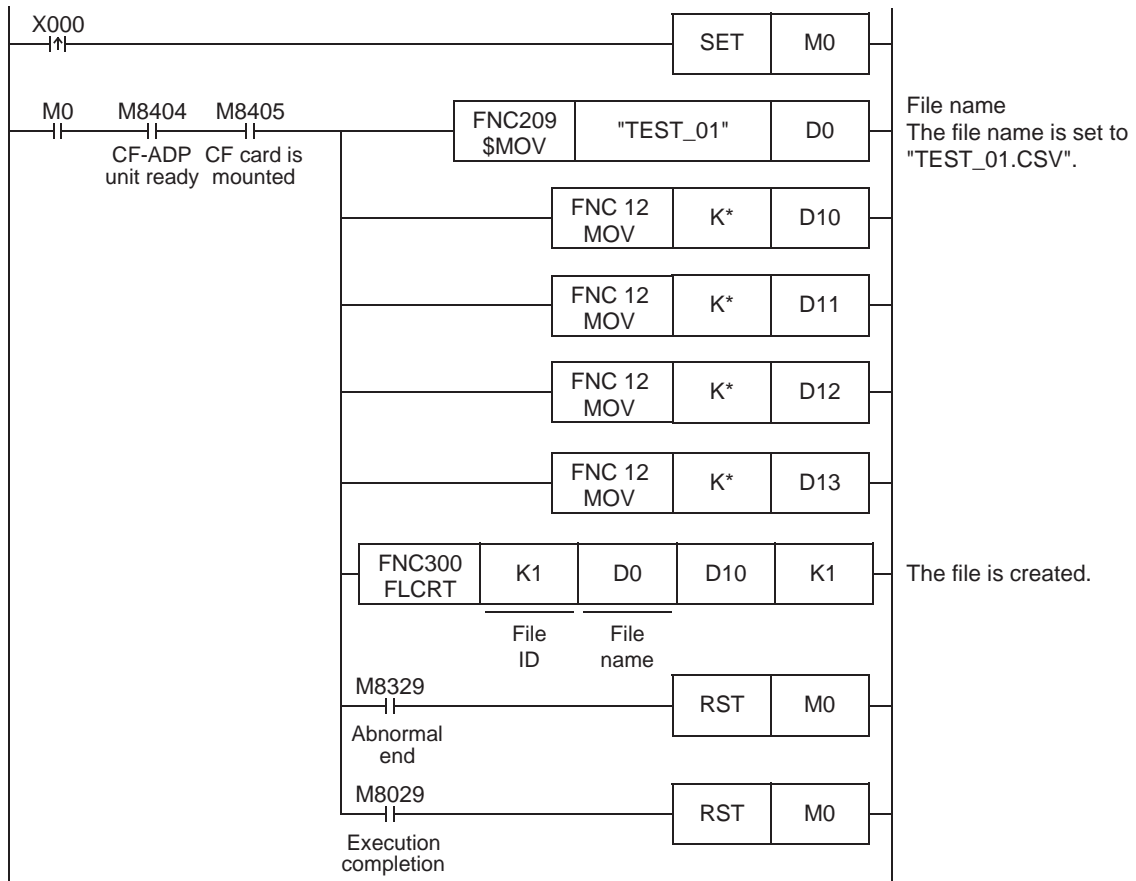 X000
SET M0
M0 M8404 M8405
CF-ADP unit ready
CF card is mounted
FNC209 $MOV "TEST_01" D0
File name
The file name is set to
"TEST_01.CSV".
FNC 12 MOV K* D10
FNC 12 MOV K* D11
FNC 12 MOV K* D12
FNC 12 MOV K* D13
FNC300 FLCRT K1 D0 D10 K1
The file is created.
File ID
File name
M8329
RST M0
Abnormal
end
M8029
RST M0
Execution
completion